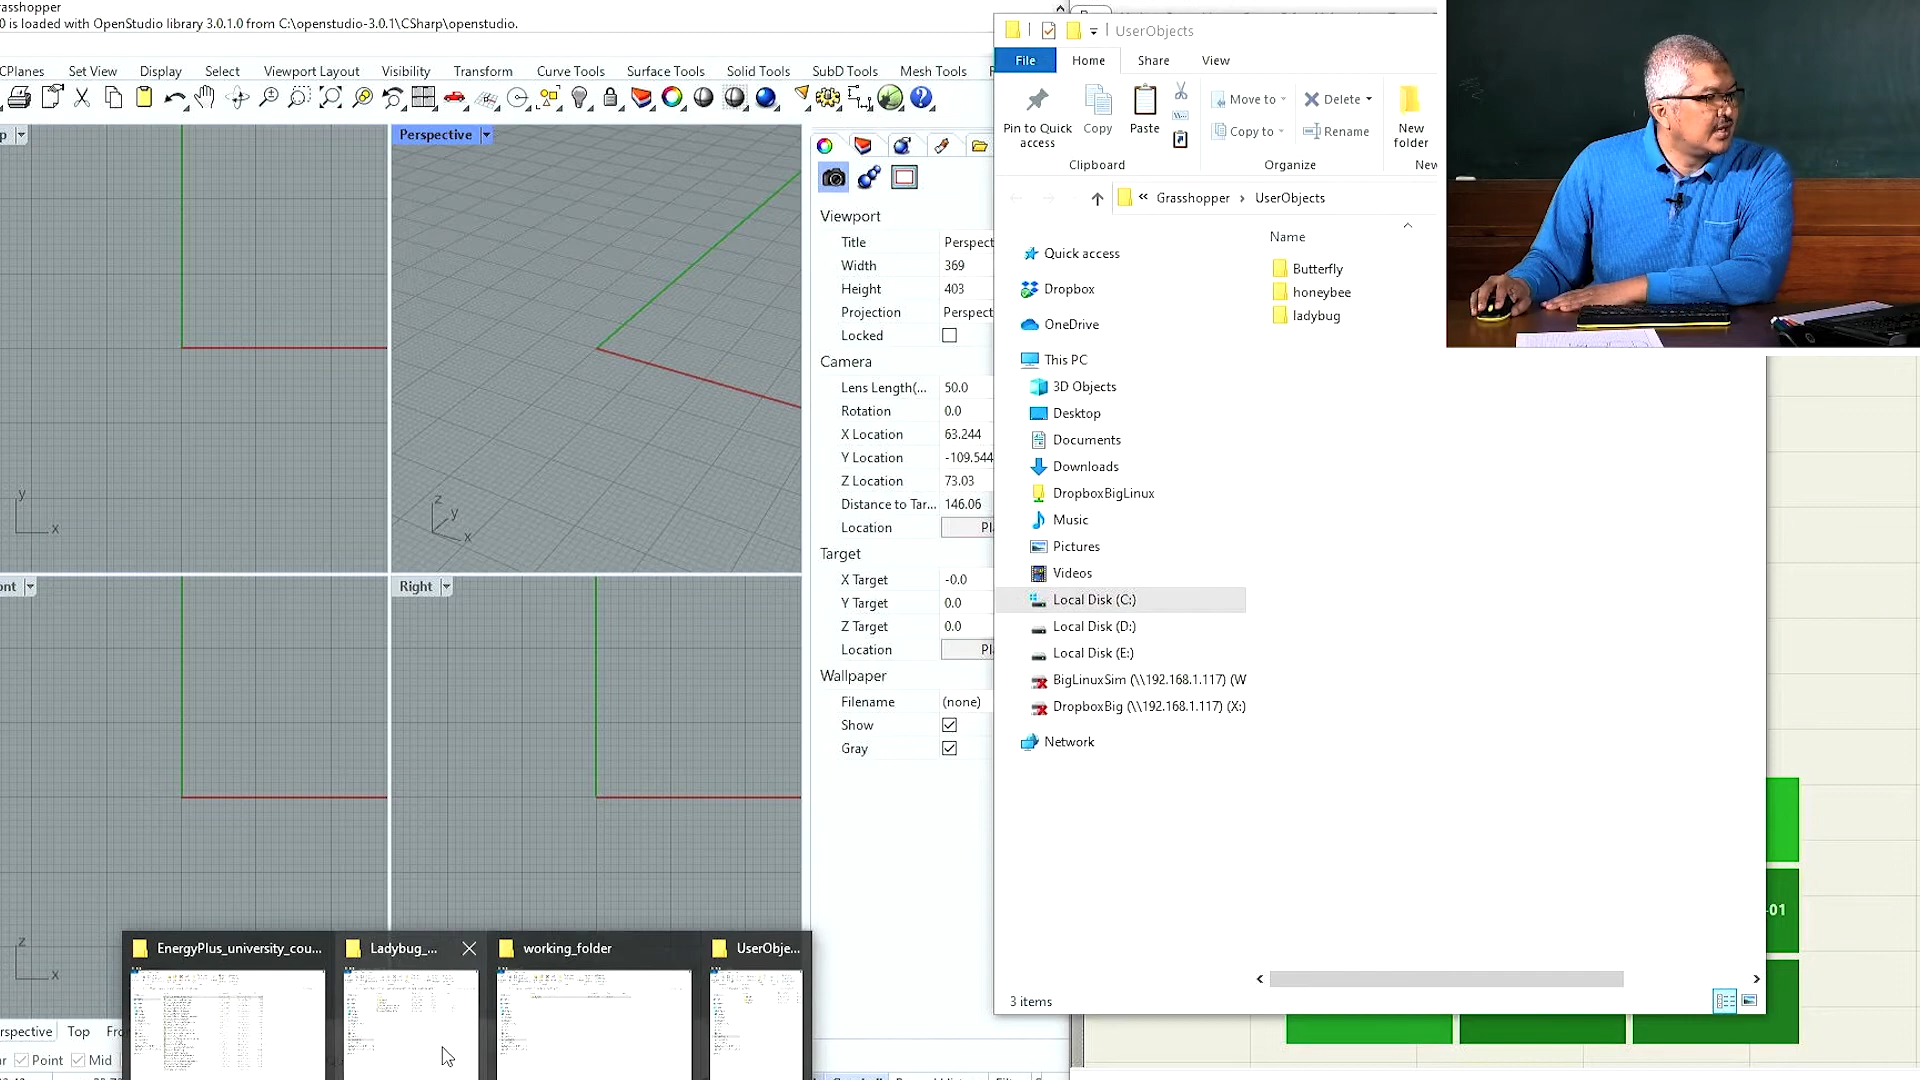 rasshopper
0 is loaded with OpenStudio library 3.0.1.0 from C:\openstudio-3.0.1\CSharp\openstudio.
CPlanes Set View Display Select Viewport Layout Visibility Transform Curve Tools Surface Tools Solid Tools SubD Tools Mesh Tools
Perspective
y
x
z
y
x
ont
Right
z
x
rspective Top Fro
Point Mid
Viewport
Title Perspect
Width 369
Height 403
Projection Perspect
Locked
Camera
Lens Length(... 50.0
Rotation 0.0
X Location 63.244
Y Location -109.544
Z Location 73.03
Distance to Tar... 146.06
Location Pl
Target
X Target -0.0
Y Target 0.0
Z Target 0.0
Location Pl
Wallpaper
Filename (none)
Show
Gray
UserObjects
File Home Share View
Pin to Quick access
Copy
Paste
Move to
Copy to
Delete
Rename
New folder
Clipboard Organize New
« Grasshopper > UserObjects
Name
Butterfly
honeybee
ladybug
Quick access
Dropbox
OneDrive
This PC
3D Objects
Desktop
Documents
Downloads
DropboxBigLinux
Music
Pictures
Videos
Local Disk (C:)
Local Disk (D:)
Local Disk (E:)
BigLinuxSim (\\192.168.1.117) (W
DropboxBig (\\192.168.1.117) (X:)
Network
3 items
-01
EnergyPlus_university_cou...
Ladybug_...
working_folder
UserObje...